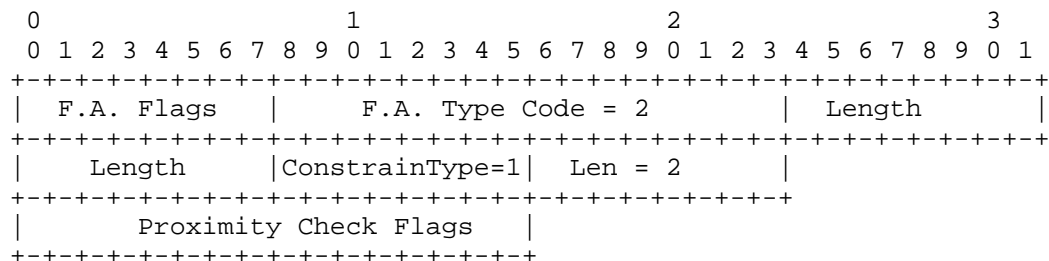 0                   1                   2                   3
 0 1 2 3 4 5 6 7 8 9 0 1 2 3 4 5 6 7 8 9 0 1 2 3 4 5 6 7 8 9 0 1
+-+-+-+-+-+-+-+-+-+-+-+-+-+-+-+-+-+-+-+-+-+-+-+-+-+-+-+-+-+-+-+-+
|  F.A. Flags   |     F.A. Type Code = 2        |  Length       |
+-+-+-+-+-+-+-+-+-+-+-+-+-+-+-+-+-+-+-+-+-+-+-+-+-+-+-+-+-+-+-+-+
|    Length     |ConstrainType=1|  Len = 2      |
+-+-+-+-+-+-+-+-+-+-+-+-+-+-+-+-+-+-+-+-+-+-+-+-+
|       Proximity Check Flags   |
+-+-+-+-+-+-+-+-+-+-+-+-+-+-+-+-+